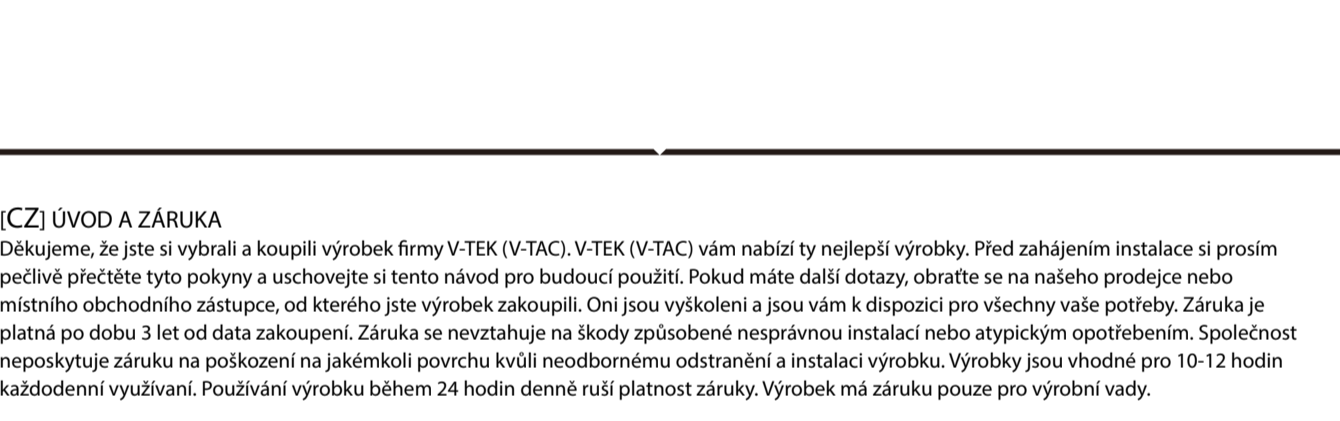 [CZ] ÚVOD A ZÁRUKA
Děkujeme, že jste si vybrali a koupili výrobek firmy V-TEK (V-TAC). V-TEK (V-TAC) vám nabízí ty nejlepší výrobky. Před zahájením instalace si prosím
pečlivě přečtěte tyto pokyny a uschovejte si tento návod pro budoucí použití. Pokud máte další dotazy, obraťte se na našeho prodejce nebo
místního obchodního zástupce, od kterého jste výrobek zakoupili. Oni jsou vyškoleni a jsou vám k dispozici pro všechny vaše potřeby. Záruka je
platná po dobu 3 let od data zakoupení. Záruka se nevztahuje na škody způsobené nesprávnou instalací nebo atypickým opotřebením. Společnost
neposkytuje záruku na poškození na jakémkoli povrchu kvůli neodbornému odstranění a instalaci výrobku. Výrobky jsou vhodné pro 10-12 hodin
každodenní využívaní. Používání výrobku během 24 hodin denně ruší platnost záruky. Výrobek má záruku pouze pro výrobní vady.